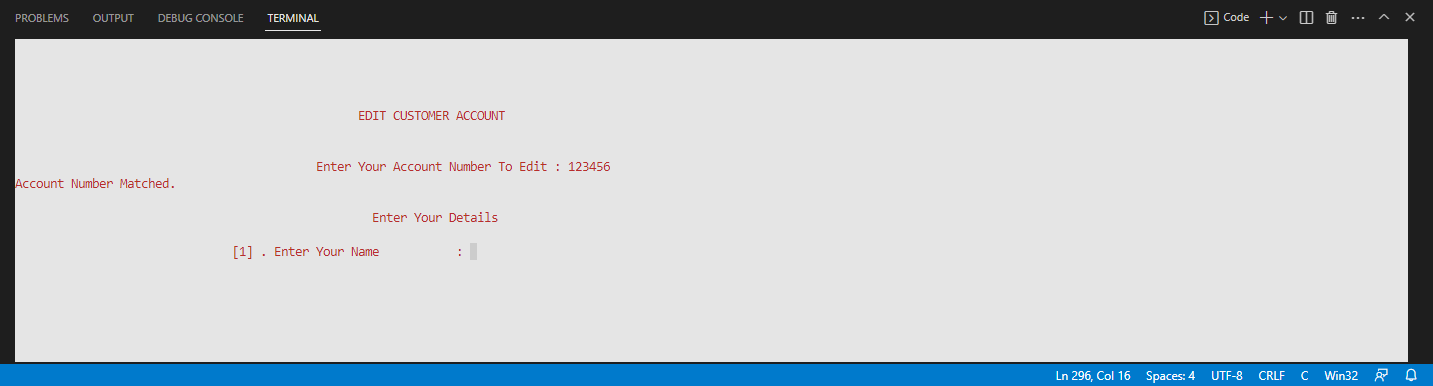 PROBLEMS OUTPUT DEBUG CONSOLE TERMINAL Code
EDIT CUSTOMER ACCOUNT
Enter Your Account Number To Edit : 123456
Account Number Matched.
Enter Your Details
[1] . Enter Your Name :
Ln 296, Col 16 Spaces: 4 UTF-8 CRLF C Win32